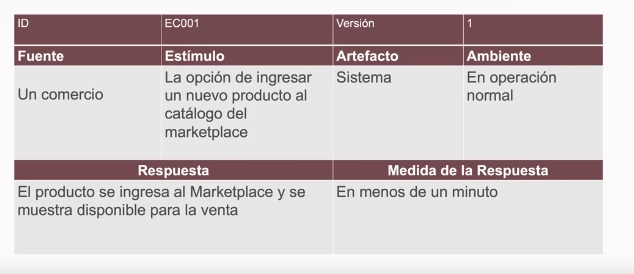 ID EC001 Versión 1
Fuente Estímulo Artefacto Ambiente
Un comercio
La opción de ingresar
un nuevo producto al
catálogo del
marketplace
Sistema
En operación
normal
Respuesta Medida de la Respuesta
El producto se ingresa al Marketplace y se
muestra disponible para la venta
En menos de un minuto